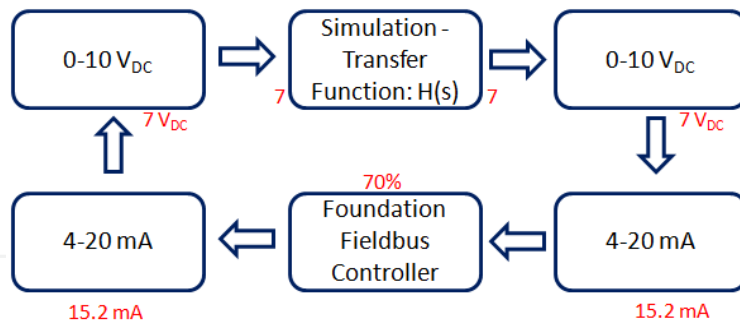 0-10 V_DC
7 V_DC
Simulation -
Transfer
Function: H(s)
7
7
0-10 V_DC
7 V_DC
4-20 mA
15.2 mA
70%
Foundation
Fieldbus
Controller
4-20 mA
15.2 mA